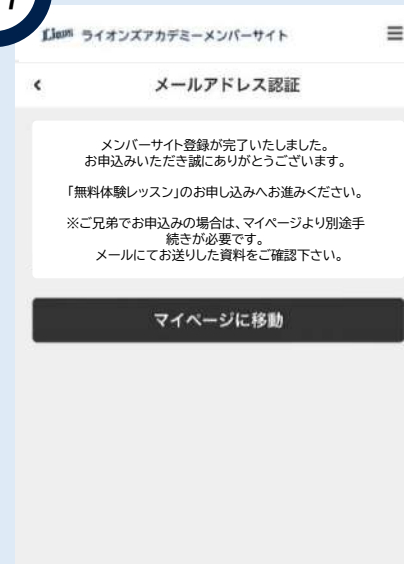 Lions ライオンズアカデミーメンバーサイト
メールアドレス認証
メンバーサイト登録が完了いたしました。
お申込みいただき誠にありがとうございます。
「無料体験レッスン」のお申し込みへお進みください。
※ご兄弟でお申込みの場合は、マイページより別途手
続きが必要です。
メールにてお送りした資料をご確認下さい。
マイページに移動